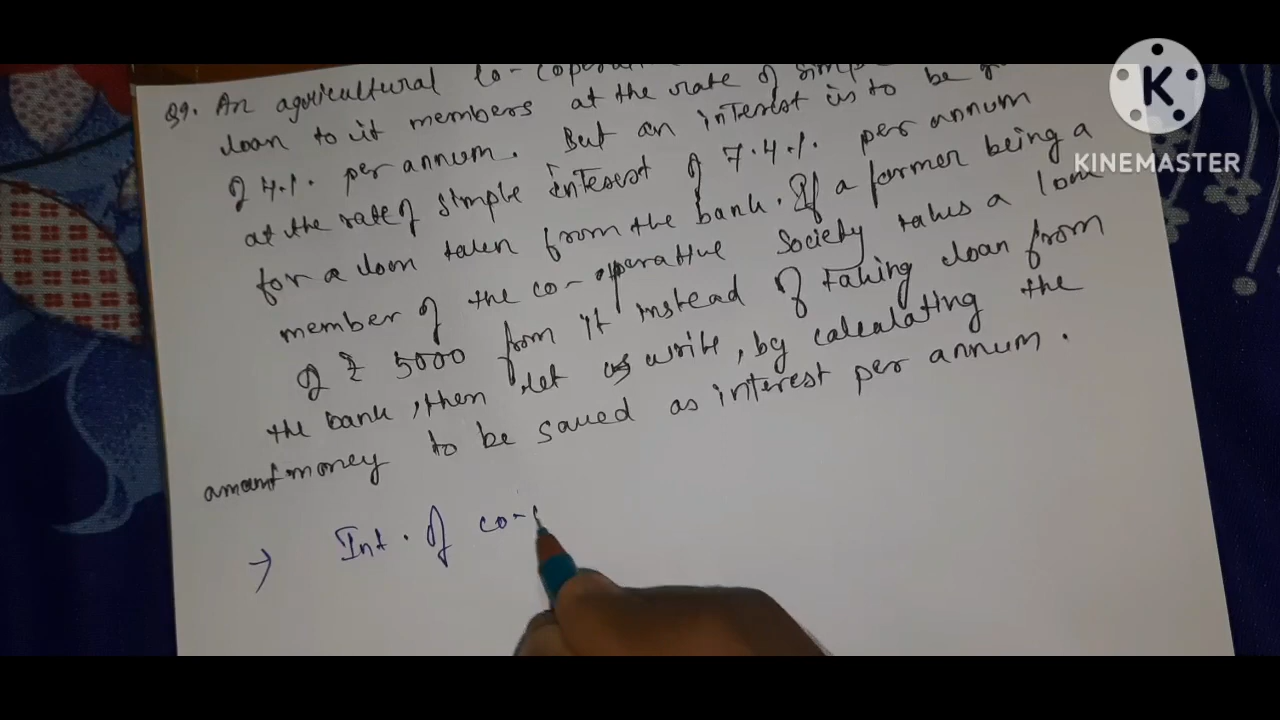 Q9. An agricultural co-
loan to it members at the rate of simple
of 4%. per annum. But an interest is to be
at the rate of simple interest of 7.4%. per annum
for a loan taken from the bank. If a farmer being a
member of the co-operative society takes a loan
of ₹ 5000 from it instead of taking loan from
the bank, then let us write, by calculating the
amant money to be saved as interest per annum.
→ Int. of co-
K
KINEMASTER